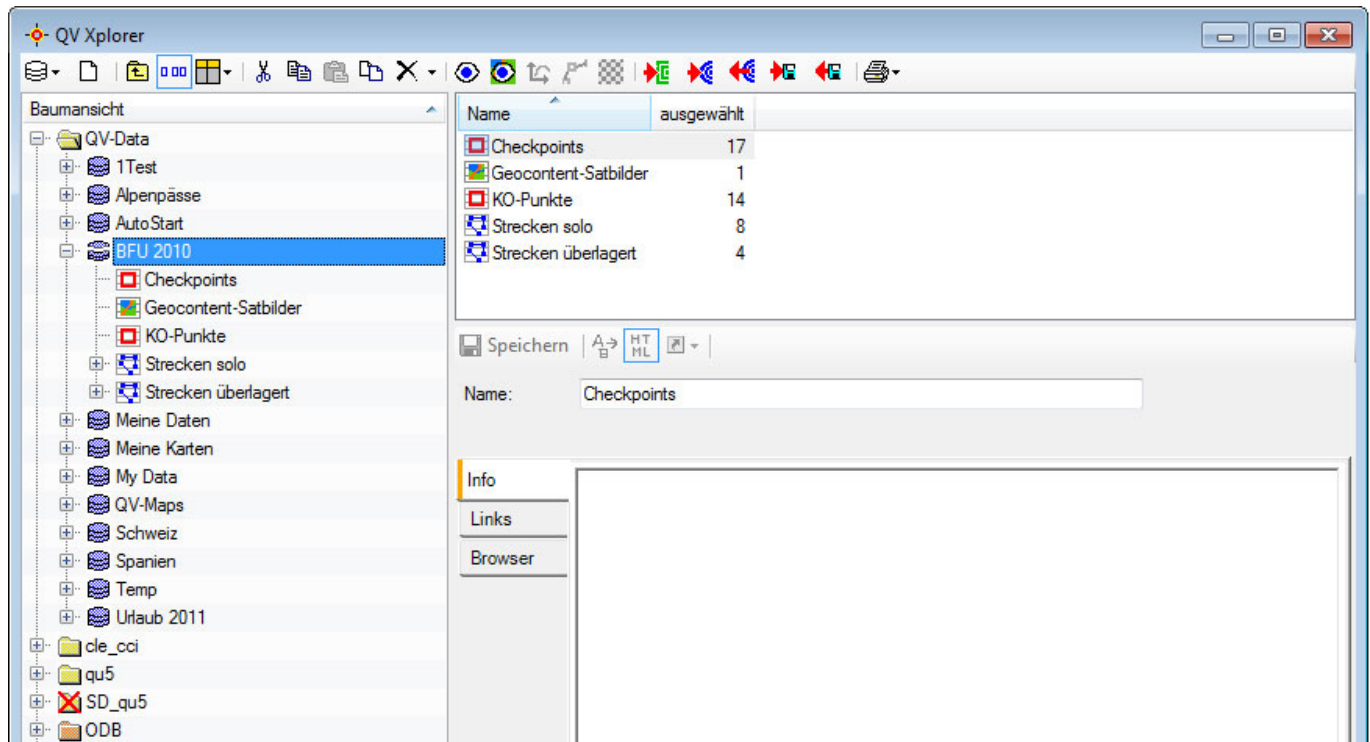 QV Xplorer
Baumansicht
QV-Data
1Test
Alpenpässe
AutoStart
BFU 2010
Checkpoints
Geocontent-Satbilder
KO-Punkte
Strecken solo
Strecken überlagert
Meine Daten
Meine Karten
My Data
QV-Maps
Schweiz
Spanien
Temp
Urlaub 2011
cle_cci
qu5
SD_qu5
ODB
Name ausgewählt
Checkpoints 17
Geocontent-Satbilder 1
KO-Punkte 14
Strecken solo 8
Strecken überlagert 4
Speichern A B HT ML
Name: Checkpoints
Info
Links
Browser